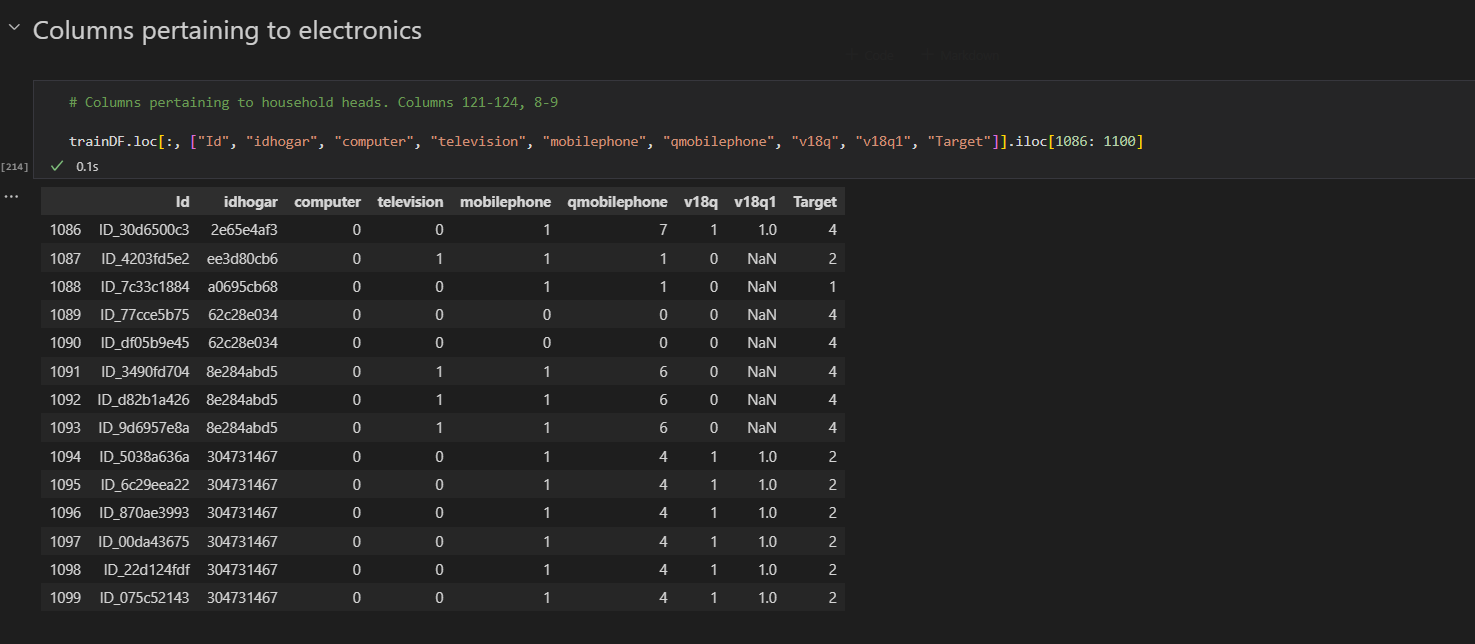 Columns pertaining to electronics
# Columns pertaining to household heads. Columns 121-124, 8-9
trainDF.loc[:, ["Id", "idhogar", "computer", "television", "mobilephone", "qmobilephone", "v18q", "v18q1", "Target"]].iloc[1086: 1100]
[214] ✓ 0.1s
... Id idhogar computer television mobilephone qmobilephone v18q v18q1 Target
1086 ID_30d6500c3 2e65e4af3 0 0 1 7 1 1.0 4
1087 ID_4203fd5e2 ee3d80cb6 0 1 1 1 0 NaN 2
1088 ID_7c33c1884 a0695cb68 0 0 1 1 0 NaN 1
1089 ID_77cce5b75 62c28e034 0 0 0 0 0 NaN 4
1090 ID_df05b9e45 62c28e034 0 0 0 0 0 NaN 4
1091 ID_3490fd704 8e284abd5 0 1 1 6 0 NaN 4
1092 ID_d82b1a426 8e284abd5 0 1 1 6 0 NaN 4
1093 ID_9d6957e8a 8e284abd5 0 1 1 6 0 NaN 4
1094 ID_5038a636a 304731467 0 0 1 4 1 1.0 2
1095 ID_6c29eea22 304731467 0 0 1 4 1 1.0 2
1096 ID_870ae3993 304731467 0 0 1 4 1 1.0 2
1097 ID_00da43675 304731467 0 0 1 4 1 1.0 2
1098 ID_22d124fdf 304731467 0 0 1 4 1 1.0 2
1099 ID_075c52143 304731467 0 0 1 4 1 1.0 2